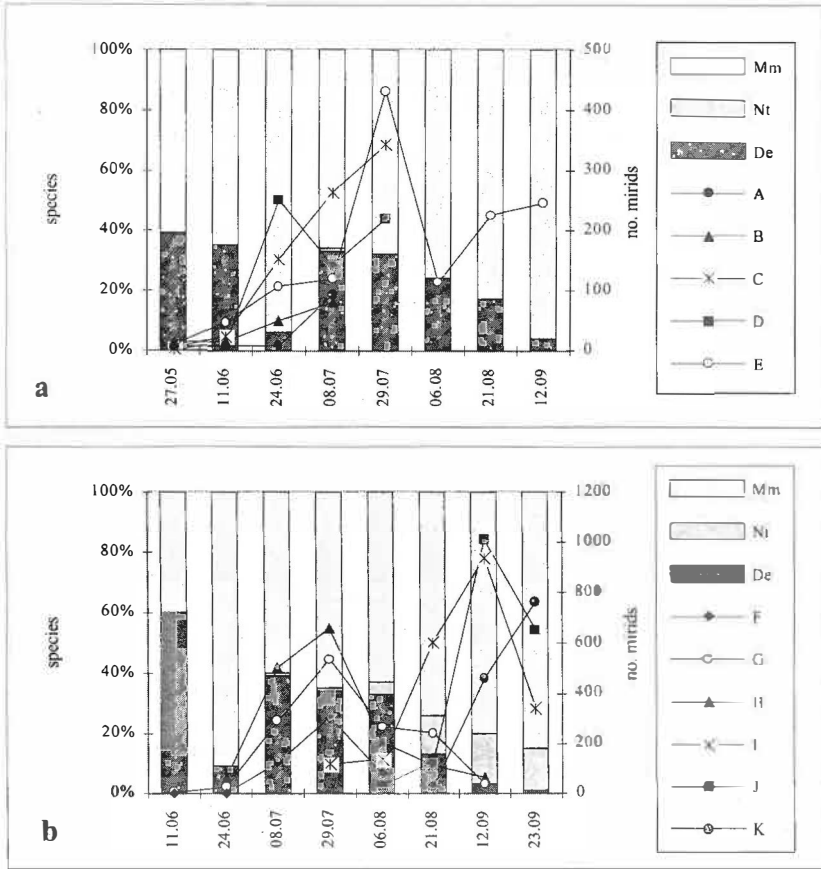 100%
80%
60%
40%
20%
0%
species
500
400
300
200
100
0
no. mirids
27.05
11.06
24.06
08.07
29.07
06.08
21.08
12.09
Mm
Nt
De
A
B
C
D
E
a
100%
80%
60%
40%
20%
0%
species
1200
1000
800
600
400
200
0
no. mirids
11.06
24.06
08.07
29.07
06.08
21.08
12.09
23.09
Mm
De
F
G
H
I
J
K
b